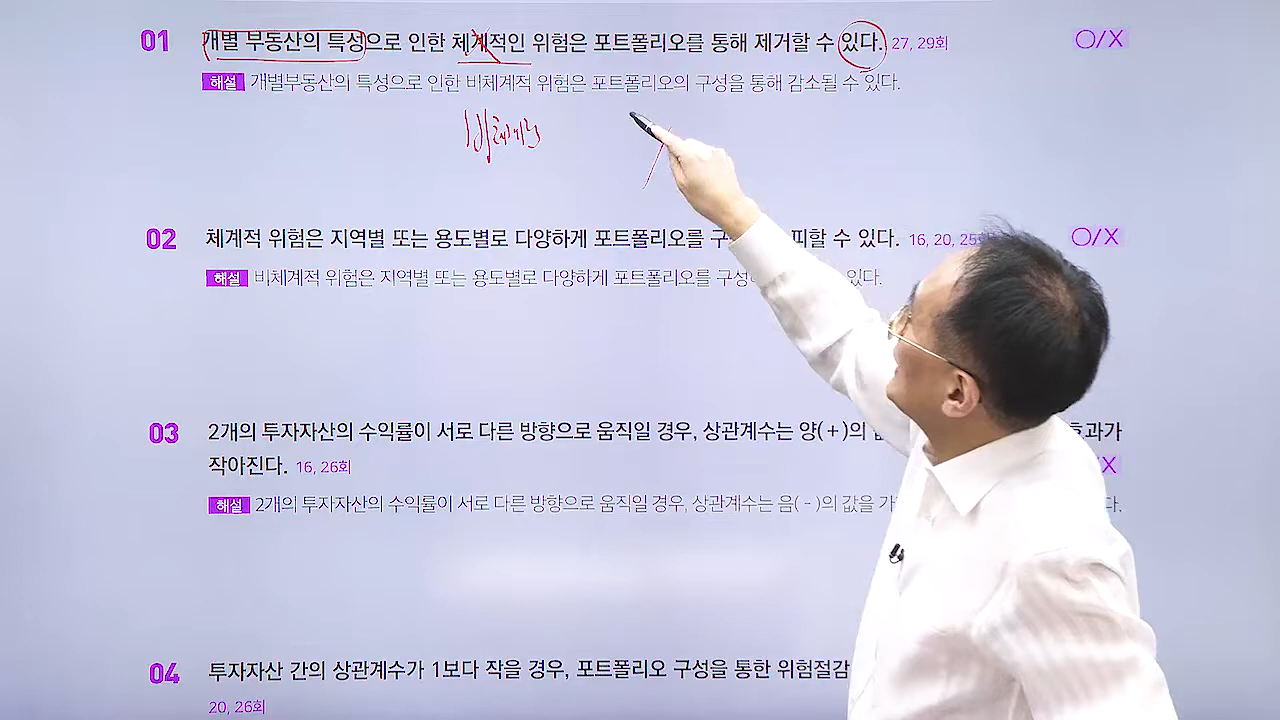 01 개별 부동산의 특성으로 인한 체계적인 위험은 포트폴리오를 통해 제거할 수 있다. 27, 29회 O/X
해설 개별부동산의 특성으로 인한 비체계적 위험은 포트폴리오의 구성을 통해 감소될 수 있다.
비체계
02 체계적 위험은 지역별 또는 용도별로 다양하게 포트폴리오를 피할 수 있다. 16, 20, 25 O/X
해설 비체계적 위험은 지역별 또는 용도별로 다양하게 포트폴리오를 있다.
03 2개의 투자자산의 수익률이 서로 다른 방향으로 움직일 경우, 상관계수는 양(+)의 효과가
작아진다. 16, 26회 X
해설 2개의 투자자산의 수익률이 서로 다른 방향으로 움직일 경우, 상관계수는 음(-)의 값을
04 투자자산 간의 상관계수가 1보다 작을 경우, 포트폴리오 구성을 통한 위험절감
20, 26회